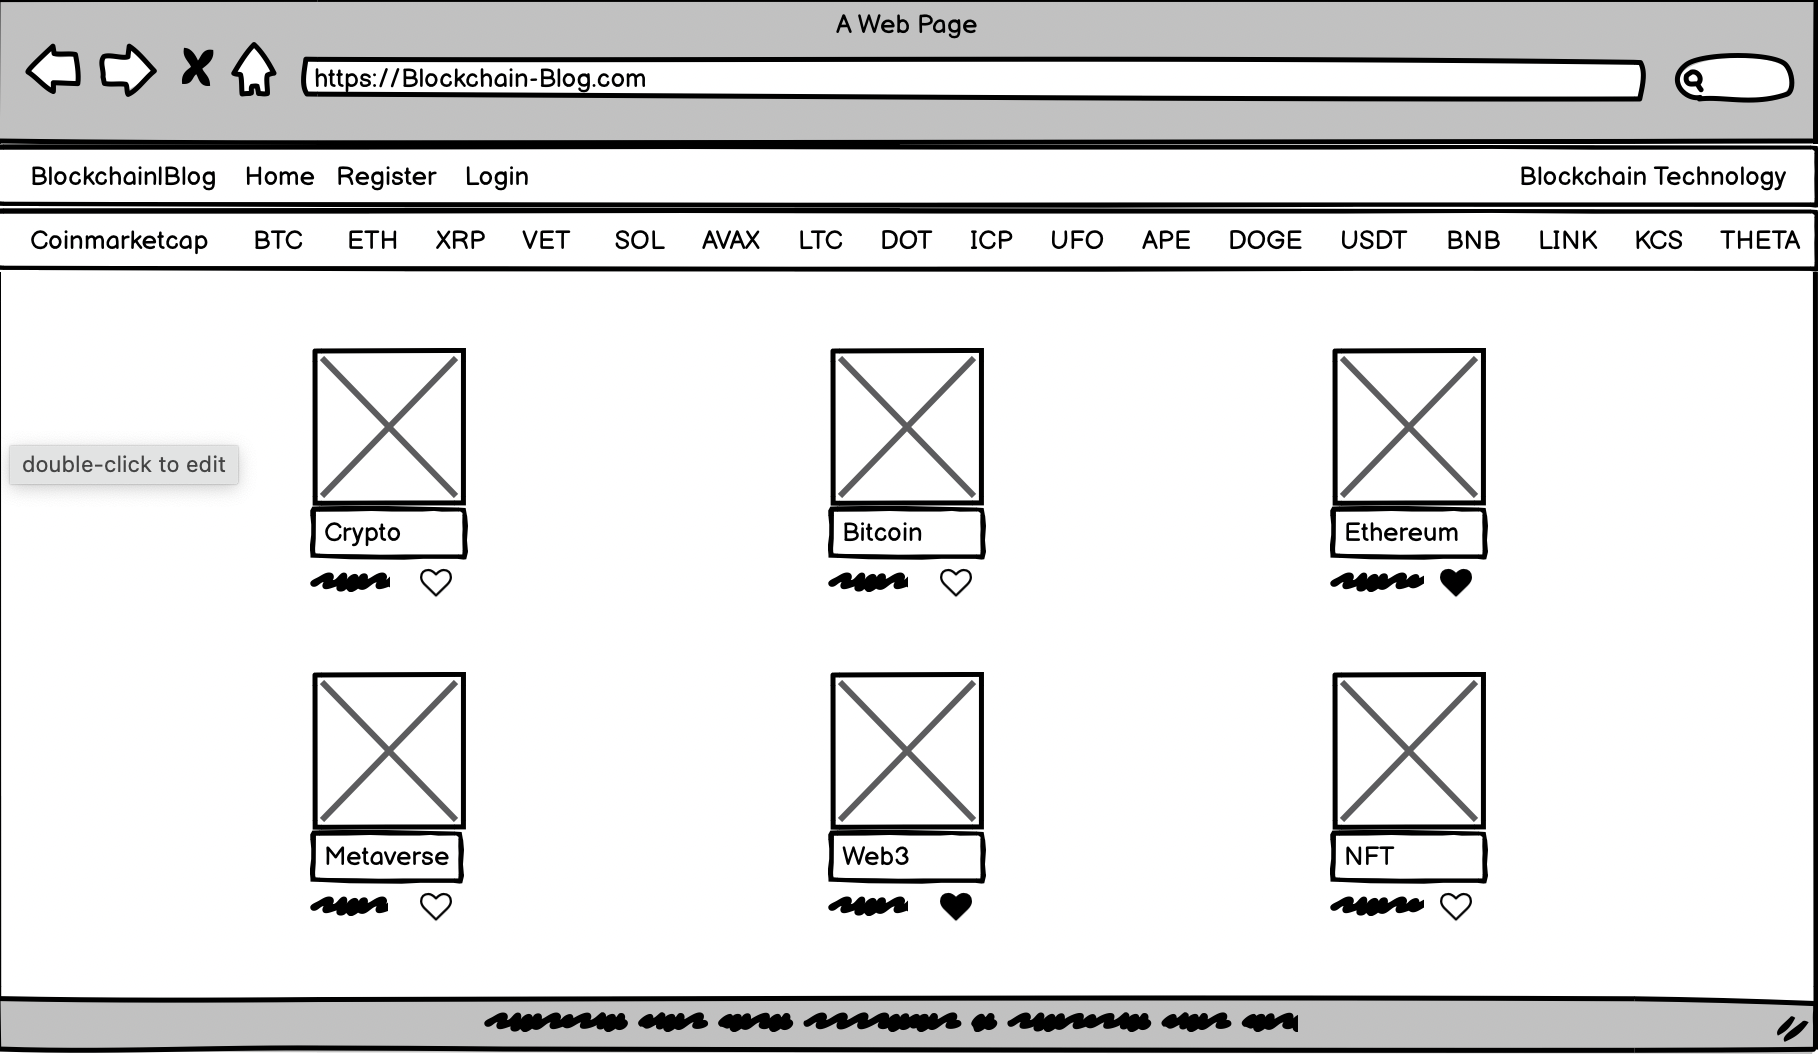 A Web Page
https://Blockchain-Blog.com
Blockchain|Blog Home Register Login Blockchain Technology
Coinmarketcap BTC ETH XRP VET SOL AVAX LTC DOT ICP UFO APE DOGE USDT BNB LINK KCS THETA
double-click to edit
Crypto Bitcoin Ethereum
Metaverse Web3 NFT